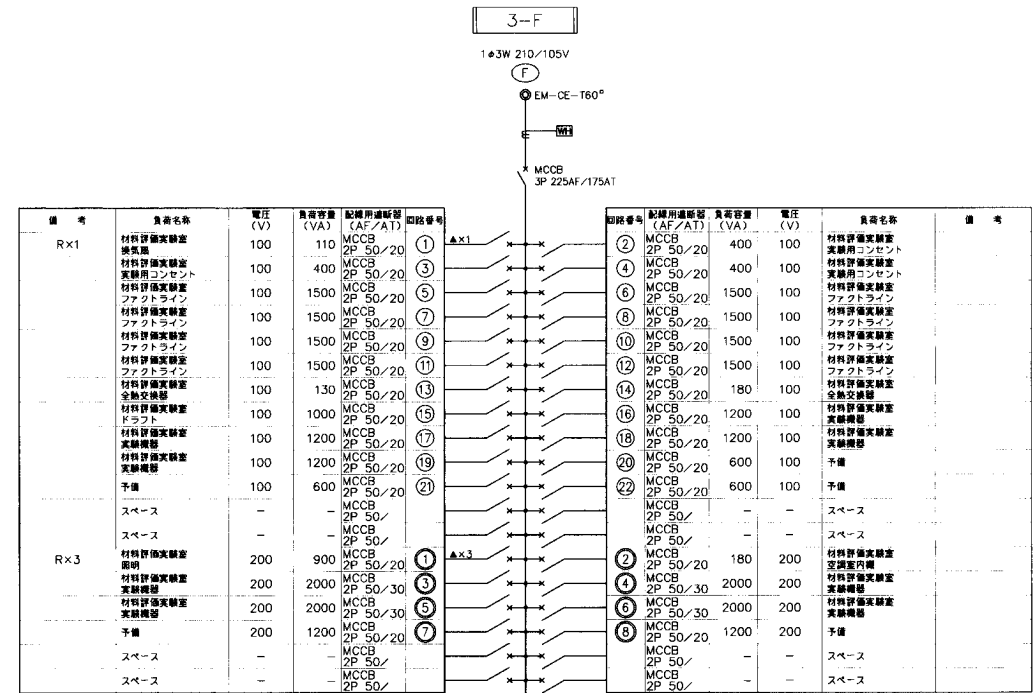 3-F
1φ3W 210/105V
F
EM-CE-T60°
WH
MCCB
3P 225AF/175AT
備 考 負荷名称 電圧 (V) 負荷容量 (VA) 配線用遮断器 (AF/AT) 回路番号 回路番号 配線用遮断器 (AF/AT) 負荷容量 (VA) 電圧 (V) 負荷名称 備 考
R×1 材料評価実験室 換気扇 100 110 MCCB 2P 50/20 1 ▲×1 2 MCCB 2P 50/20 400 100 材料評価実験室 実験用コンセント
材料評価実験室 実験用コンセント 100 400 MCCB 2P 50/20 3 4 MCCB 2P 50/20 400 100 材料評価実験室 実験用コンセント
材料評価実験室 ファクトライン 100 1500 MCCB 2P 50/20 5 6 MCCB 2P 50/20 1500 100 材料評価実験室 ファクトライン
材料評価実験室 ファクトライン 100 1500 MCCB 2P 50/20 7 8 MCCB 2P 50/20 1500 100 材料評価実験室 ファクトライン
材料評価実験室 ファクトライン 100 1500 MCCB 2P 50/20 9 10 MCCB 2P 50/20 1500 100 材料評価実験室 ファクトライン
材料評価実験室 ファクトライン 100 1500 MCCB 2P 50/20 11 12 MCCB 2P 50/20 1500 100 材料評価実験室 ファクトライン
材料評価実験室 全熱交換器 100 130 MCCB 2P 50/20 13 14 MCCB 2P 50/20 180 100 材料評価実験室 全熱交換器
材料評価実験室 ドラフト 100 1000 MCCB 2P 50/20 15 16 MCCB 2P 50/20 1200 100 材料評価実験室 実験機器
材料評価実験室 実験機器 100 1200 MCCB 2P 50/20 17 18 MCCB 2P 50/20 1200 100 材料評価実験室 実験機器
材料評価実験室 実験機器 100 1200 MCCB 2P 50/20 19 20 MCCB 2P 50/20 600 100 予備
予備 100 600 MCCB 2P 50/20 21 22 MCCB 2P 50/20 600 100 予備
スペース - - MCCB 2P 50/ MCCB 2P 50/ - - スペース
スペース - - MCCB 2P 50/ MCCB 2P 50/ - - スペース
R×3 材料評価実験室 照明 200 900 MCCB 2P 50/20 1 ▲×3 2 MCCB 2P 50/20 180 200 材料評価実験室 空調室内機
材料評価実験室 実験機器 200 2000 MCCB 2P 50/30 3 4 MCCB 2P 50/30 2000 200 材料評価実験室 実験機器
材料評価実験室 実験機器 200 2000 MCCB 2P 50/30 5 6 MCCB 2P 50/30 2000 200 材料評価実験室 実験機器
予備 200 1200 MCCB 2P 50/20 7 8 MCCB 2P 50/20 1200 200 予備
スペース - - MCCB 2P 50/ MCCB 2P 50/ - - スペース
スペース - - MCCB 2P 50/ MCCB 2P 50/ - - スペース